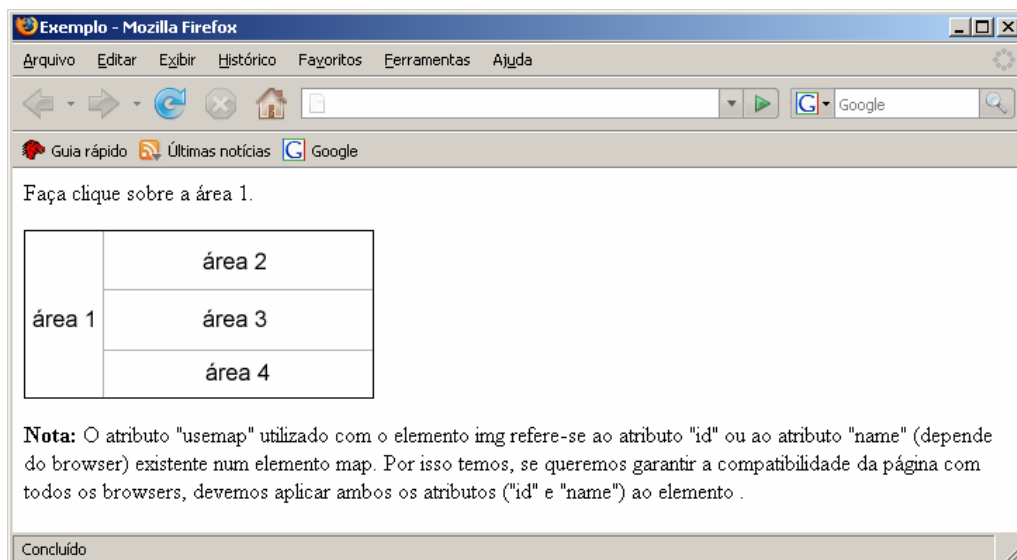 Exemplo - Mozilla Firefox
Arquivo Editar Exibir Histórico Favoritos Ferramentas Ajuda
G Google
Guia rápido Últimas notícias G Google
Faça clique sobre a área 1.
área 2
área 1 área 3
área 4
Nota: O atributo "usemap" utilizado com o elemento img refere-se ao atributo "id" ou ao atributo "name" (depende
do browser) existente num elemento map. Por isso temos, se queremos garantir a compatibilidade da página com
todos os browsers, devemos aplicar ambos os atributos ("id" e "name") ao elemento .
Concluído